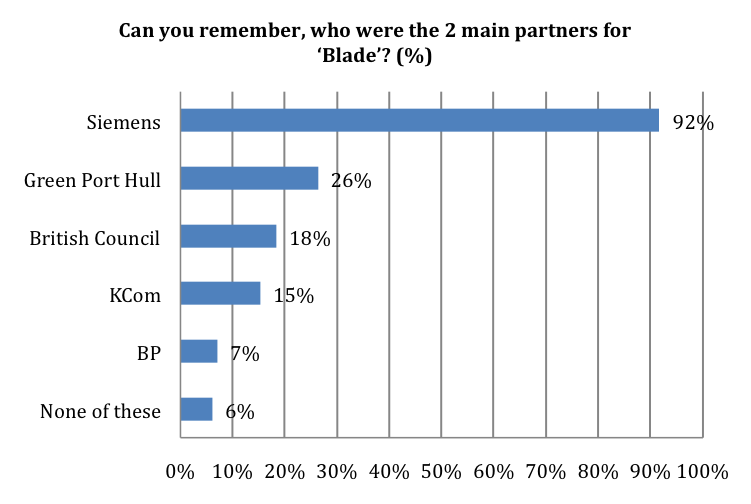 Can you remember, who were the 2 main partners for
‘Blade’? (%)
Siemens 92%
Green Port Hull 26%
British Council 18%
KCom 15%
BP 7%
None of these 6%
0% 10% 20% 30% 40% 50% 60% 70% 80% 90% 100%